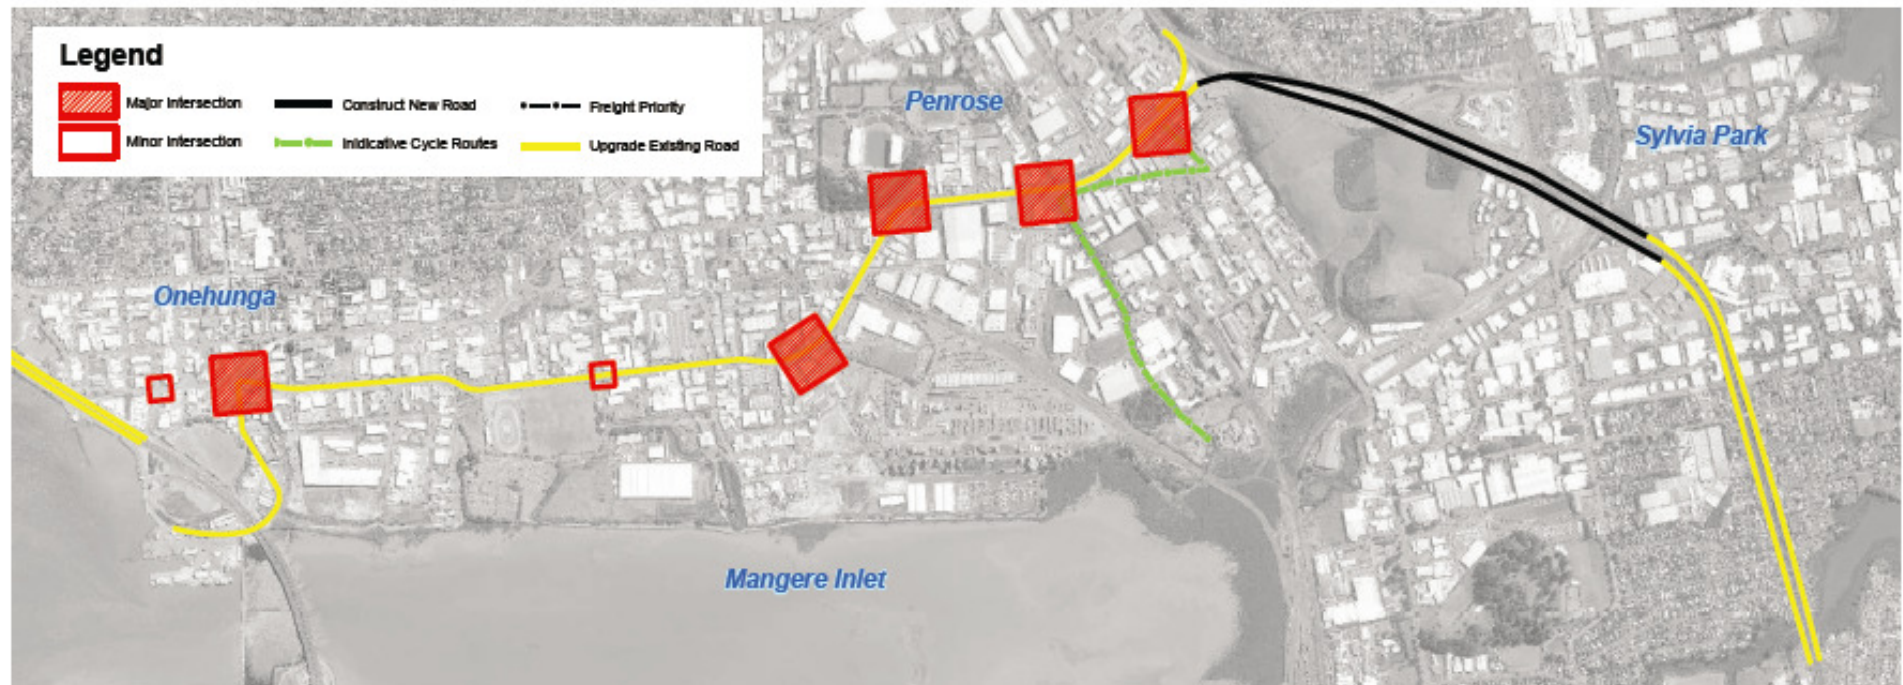 Legend
Major Intersection
Construct New Road
Freight Priority
Minor Intersection
Inidicative Cycle Routes
Upgrade Existing Road
Penrose
Sylvia Park
Onehunga
Mangere Inlet